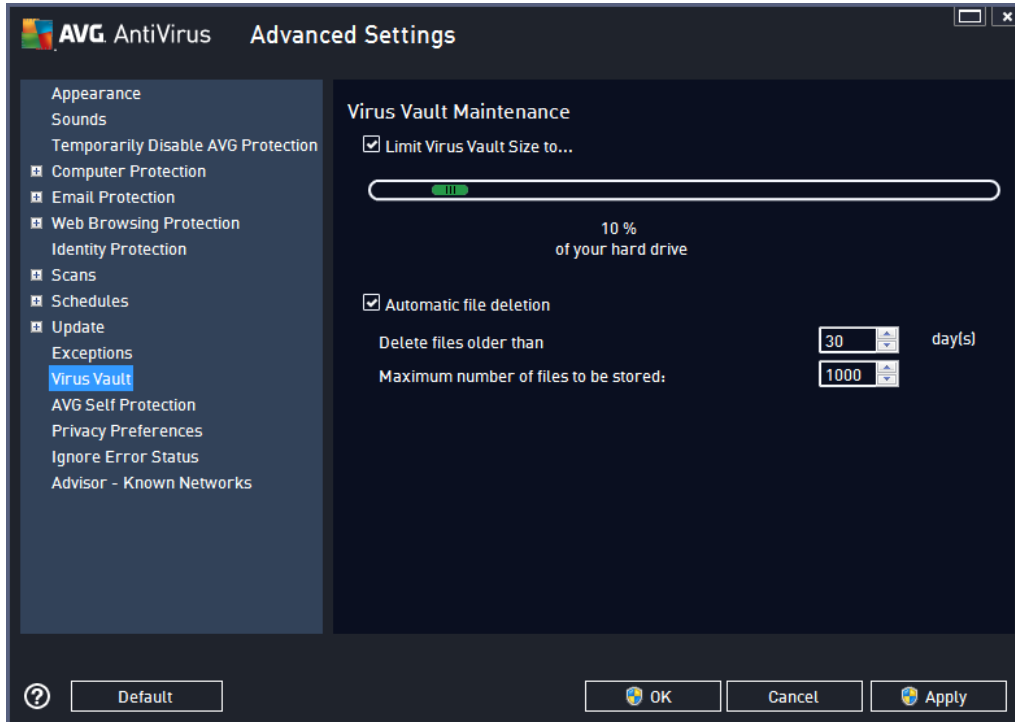 AVG. AntiVirus Advanced Settings
Appearance
Sounds
Temporarily Disable AVG Protection
Computer Protection
Email Protection
Web Browsing Protection
Identity Protection
Scans
Schedules
Update
Exceptions
Virus Vault
AVG Self Protection
Privacy Preferences
Ignore Error Status
Advisor - Known Networks
Virus Vault Maintenance
Limit Virus Vault Size to...
10 %
of your hard drive
Automatic file deletion
Delete files older than 30 day(s)
Maximum number of files to be stored: 1000
? Default OK Cancel Apply